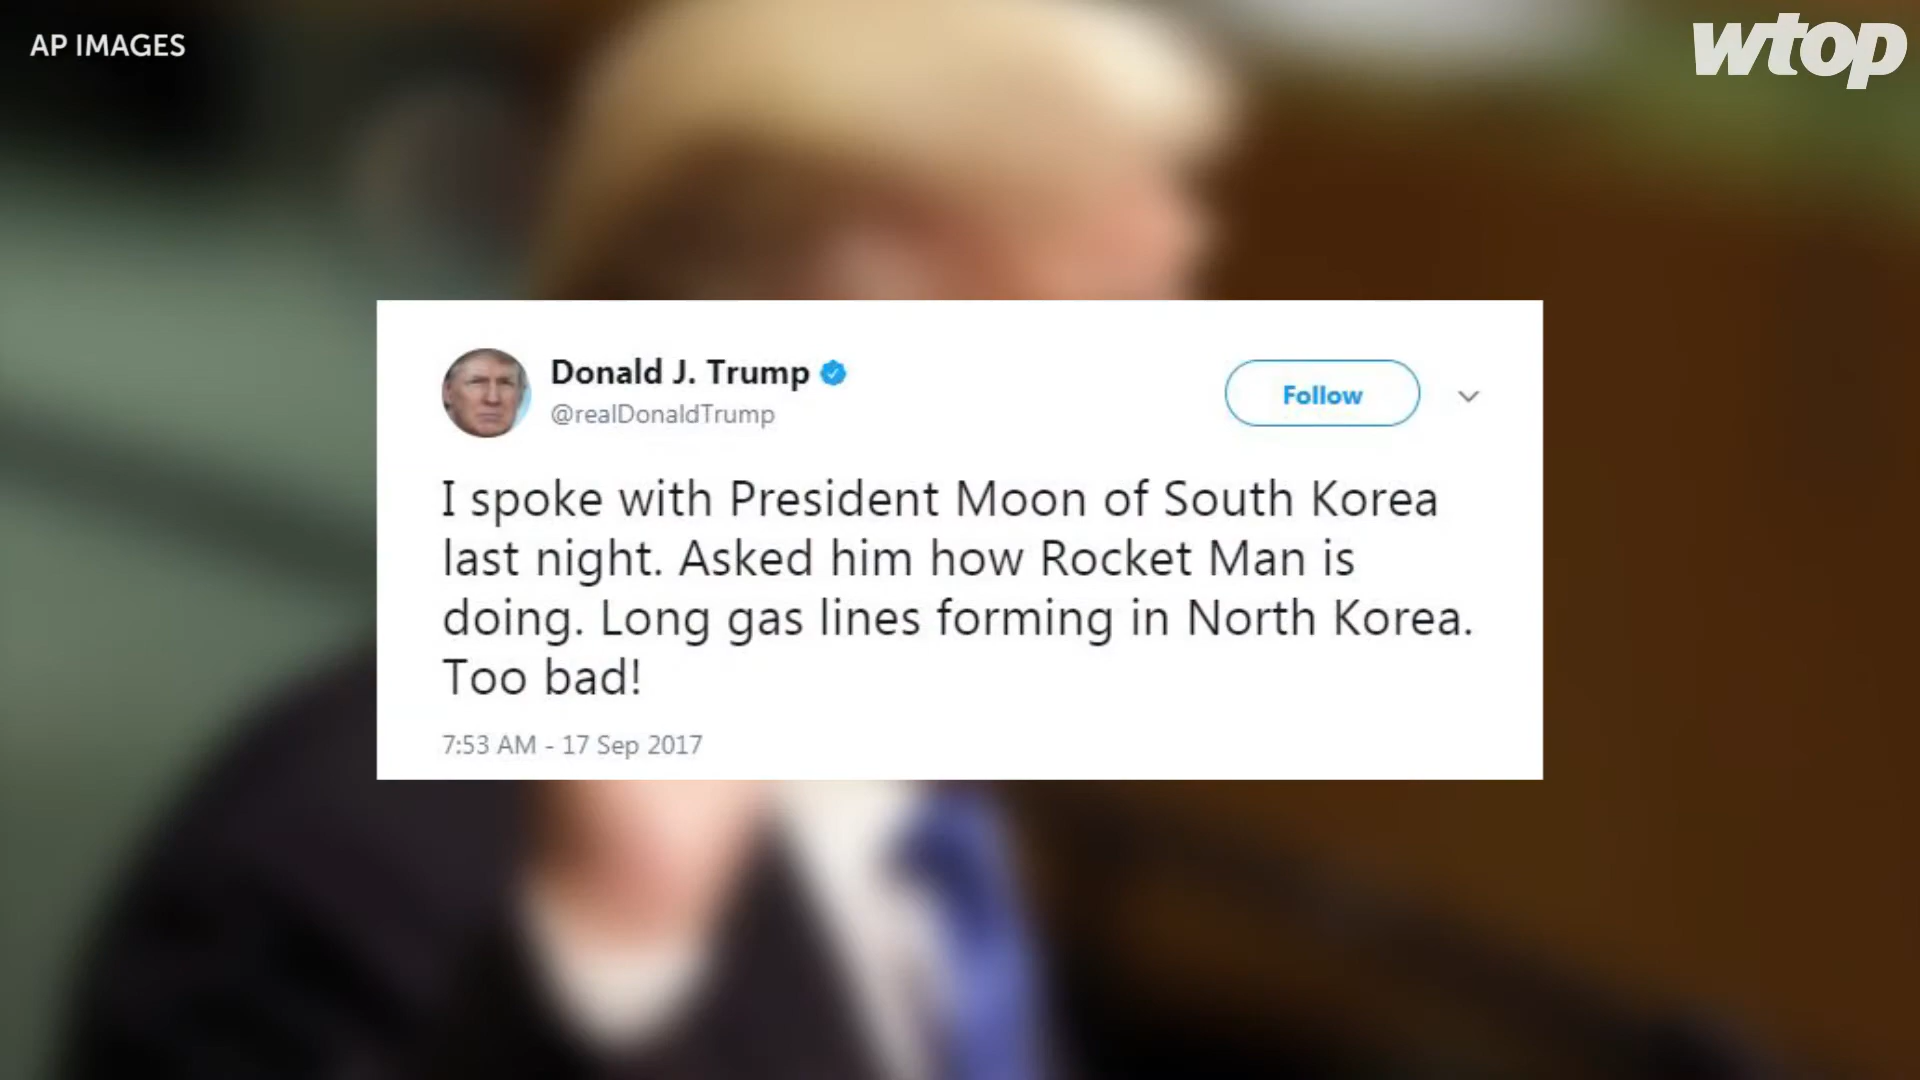 AP IMAGES
wtop
Donald J. Trump
@realDonaldTrump
Follow
I spoke with President Moon of South Korea
last night. Asked him how Rocket Man is
doing. Long gas lines forming in North Korea.
Too bad!
7:53 AM - 17 Sep 2017